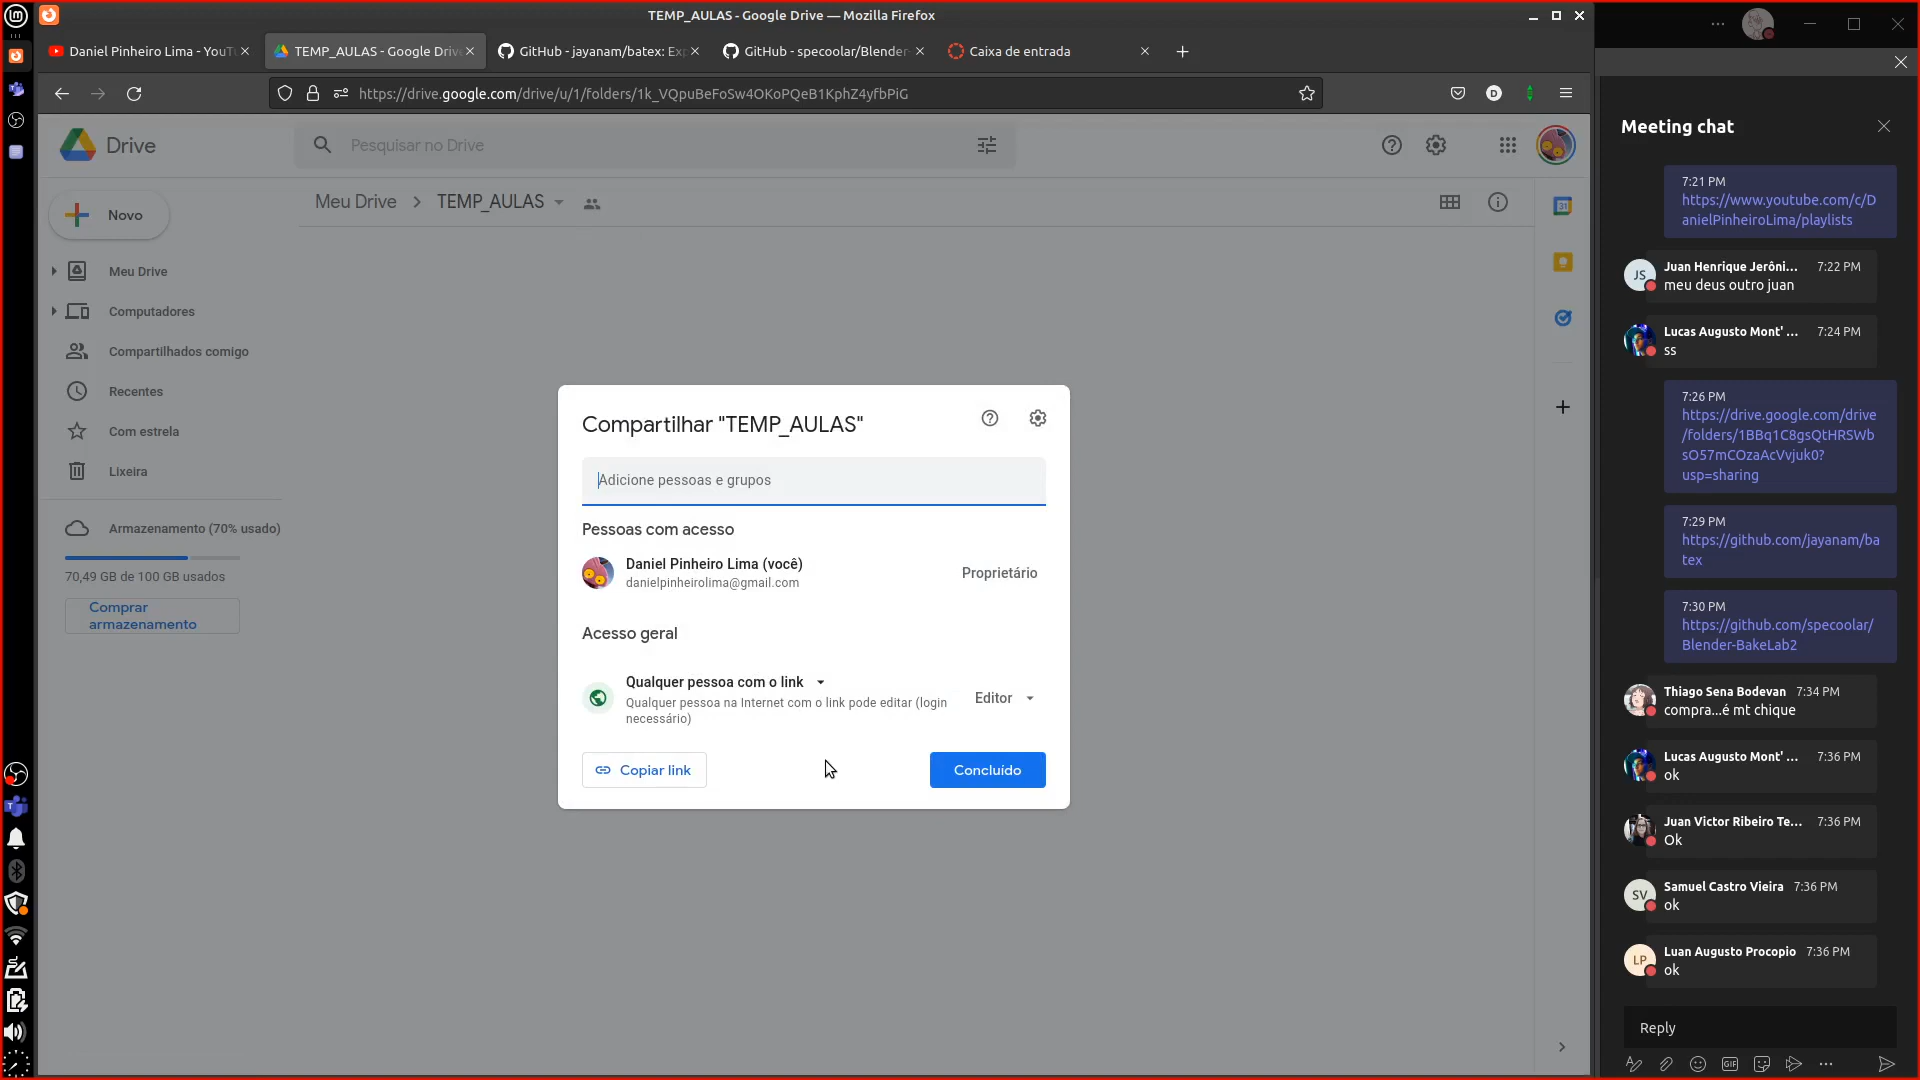 TEMP_AULAS - Google Drive — Mozilla Firefox
Daniel Pinheiro Lima - YouT
TEMP_AULAS - Google Drive
GitHub - jayanam/batex: Exp
GitHub - specoolar/Blender-
Caixa de entrada
https://drive.google.com/drive/u/1/folders/1k_VQpuBeFoSw4OKoPQeB1KphZ4yfbPiG
D
Drive
Pesquisar no Drive
Meu Drive
TEMP_AULAS
Novo
Meu Drive
Computadores
Compartilhados comigo
Recentes
Com estrela
Lixeira
Armazenamento (70% usado)
70,49 GB de 100 GB usados
Comprar
armazenamento
31
Compartilhar "TEMP_AULAS"
Adicione pessoas e grupos
Pessoas com acesso
Daniel Pinheiro Lima (você)
danielpinheirolima@gmail.com
Proprietário
Acesso geral
Qualquer pessoa com o link
Qualquer pessoa na Internet com o link pode editar (login
necessário)
Editor
Copiar link
Concluído
Meeting chat
7:21 PM
https://www.youtube.com/c/D
anielPinheiroLima/playlists
JS
Juan Henrique Jerôni...
7:22 PM
meu deus outro juan
Lucas Augusto Mont' ...
7:24 PM
ss
7:26 PM
https://drive.google.com/drive
/folders/1BBq1C8gsQtHRSWb
sO57mCOzaAcVvjuk0?
usp=sharing
7:29 PM
https://github.com/jayanam/ba
tex
7:30 PM
https://github.com/specoolar/
Blender-BakeLab2
Thiago Sena Bodevan
7:34 PM
compra...é mt chique
Lucas Augusto Mont' ...
7:36 PM
ok
Juan Victor Ribeiro Te...
7:36 PM
Ok
SV
Samuel Castro Vieira
7:36 PM
ok
LP
Luan Augusto Procopio
7:36 PM
ok
Reply
GIF